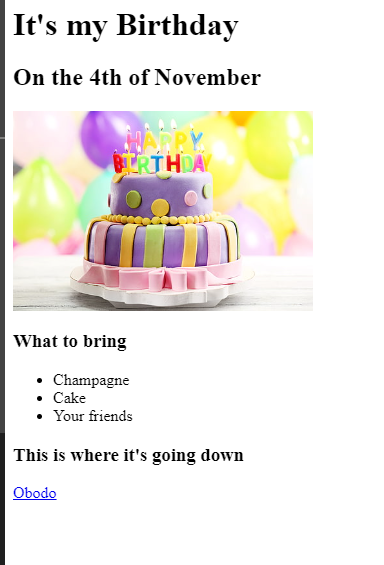 It's my Birthday
On the 4th of November
HAPPY
BIRTHDAY
What to bring
Champagne
Cake
Your friends
This is where it's going down
Obodo